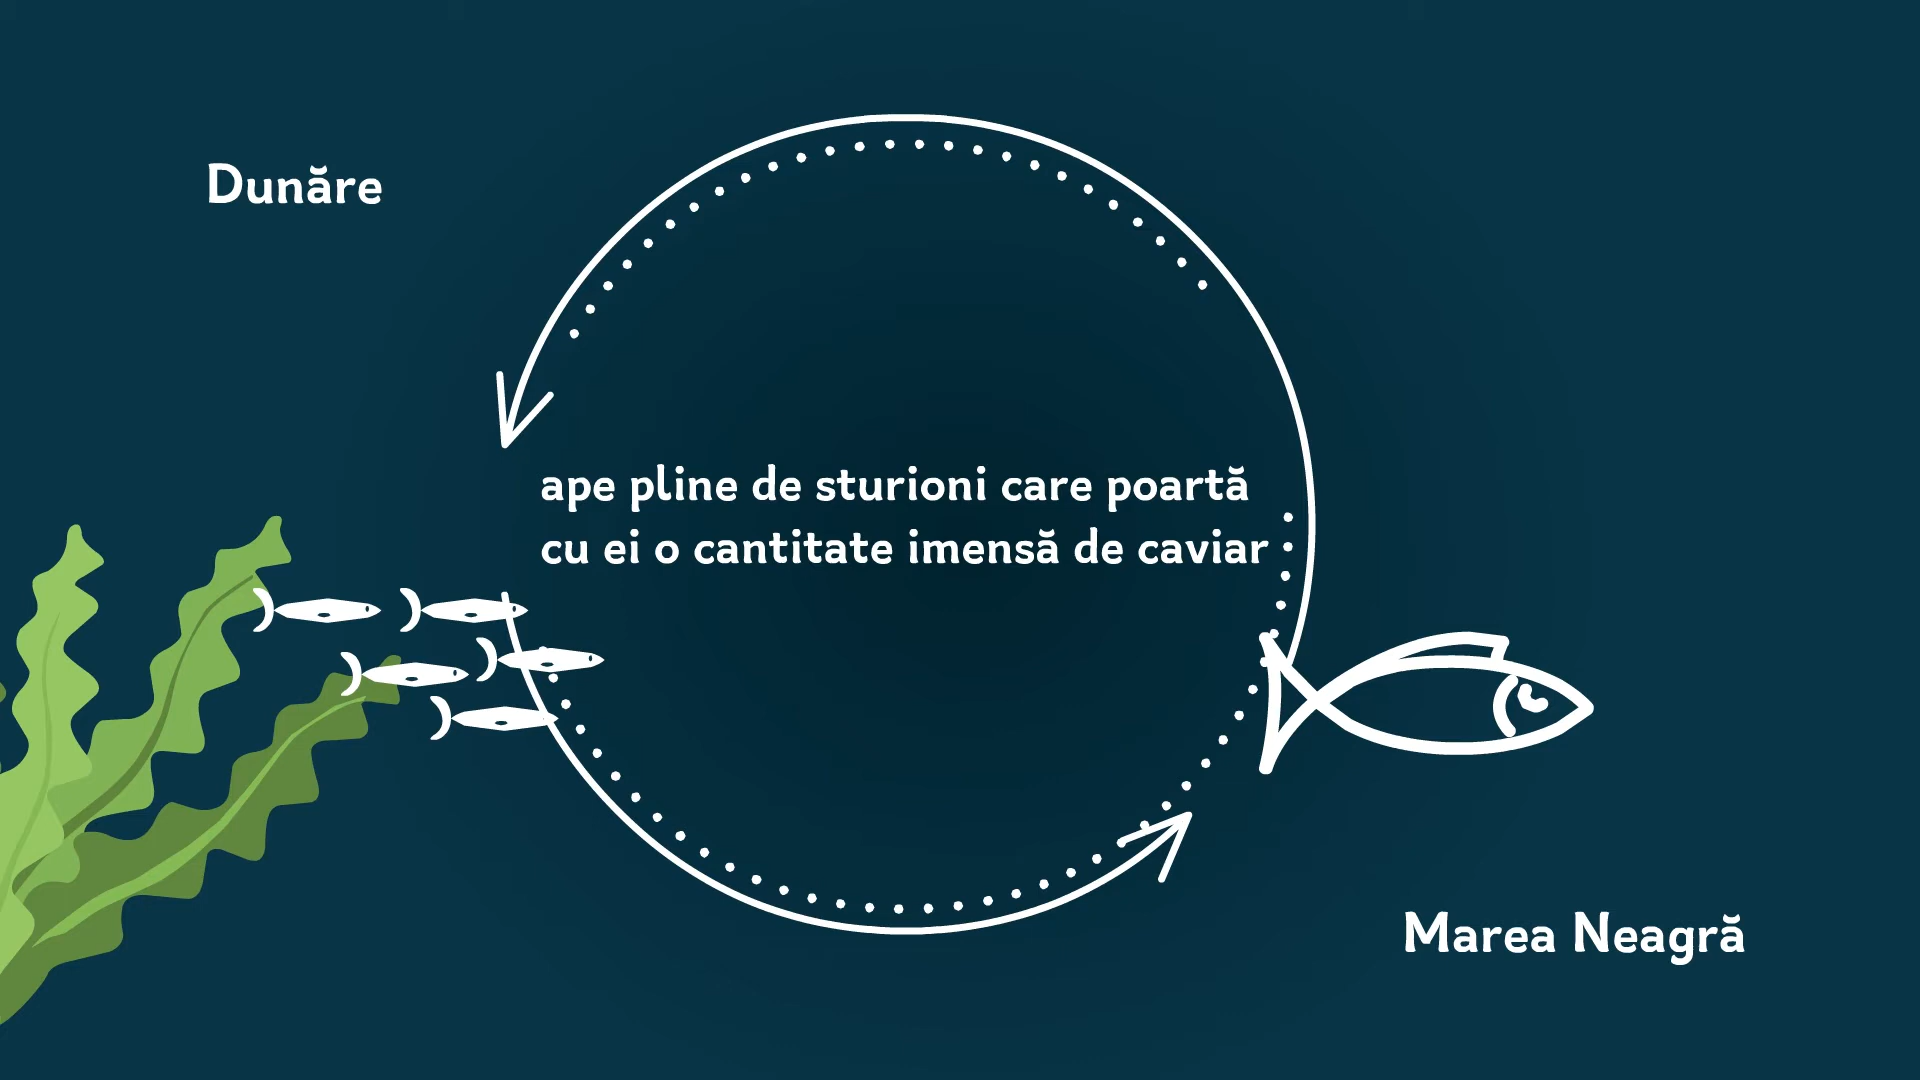 Dunăre
ape pline de sturioni care poartă
cu ei o cantitate imensă de caviar
Marea Neagră